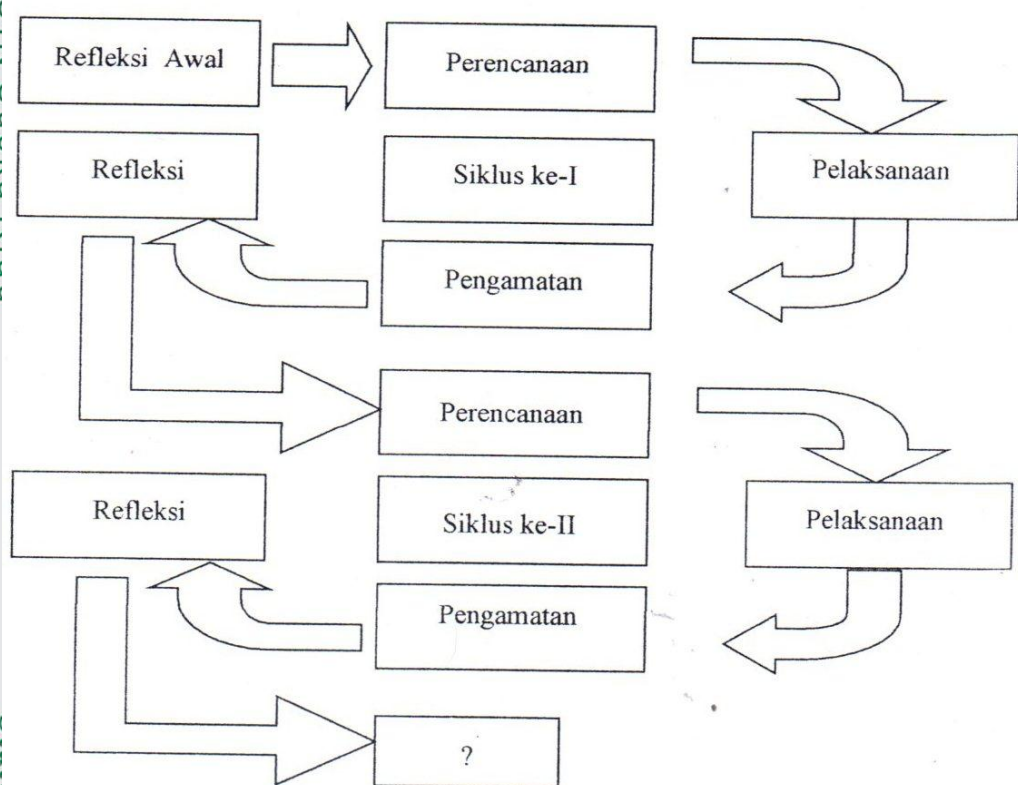 Refleksi Awal
Perencanaan
Refleksi
Siklus ke-I
Pelaksanaan
Pengamatan
Perencanaan
Refleksi
Siklus ke-II
Pelaksanaan
Pengamatan
?